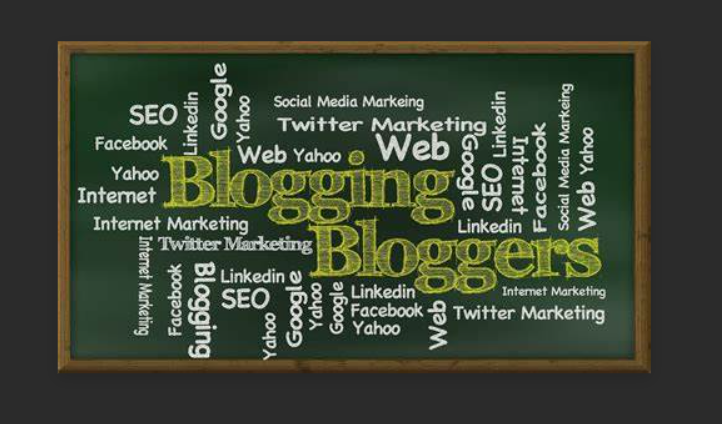 SEO
Linkedin
Google
Yahoo
Social Media Markeing
Twitter Marketing
Facebook
Web
Yahoo
Web
Google
SEO
Linkedin
Internet
Facebook
Social Media Markeing
Web
Yahoo
Yahoo
Internet
Blogging
Internet Marketing
Linkedin
Twitter Marketing
Bloggers
Internet Marketing
Facebook
Blogging
Linkedin
SEO
Yahoo
Google
Yahoo
Google
Linkedin
Facebook
Yahoo
Web
Internet Marketing
Twitter Marketing